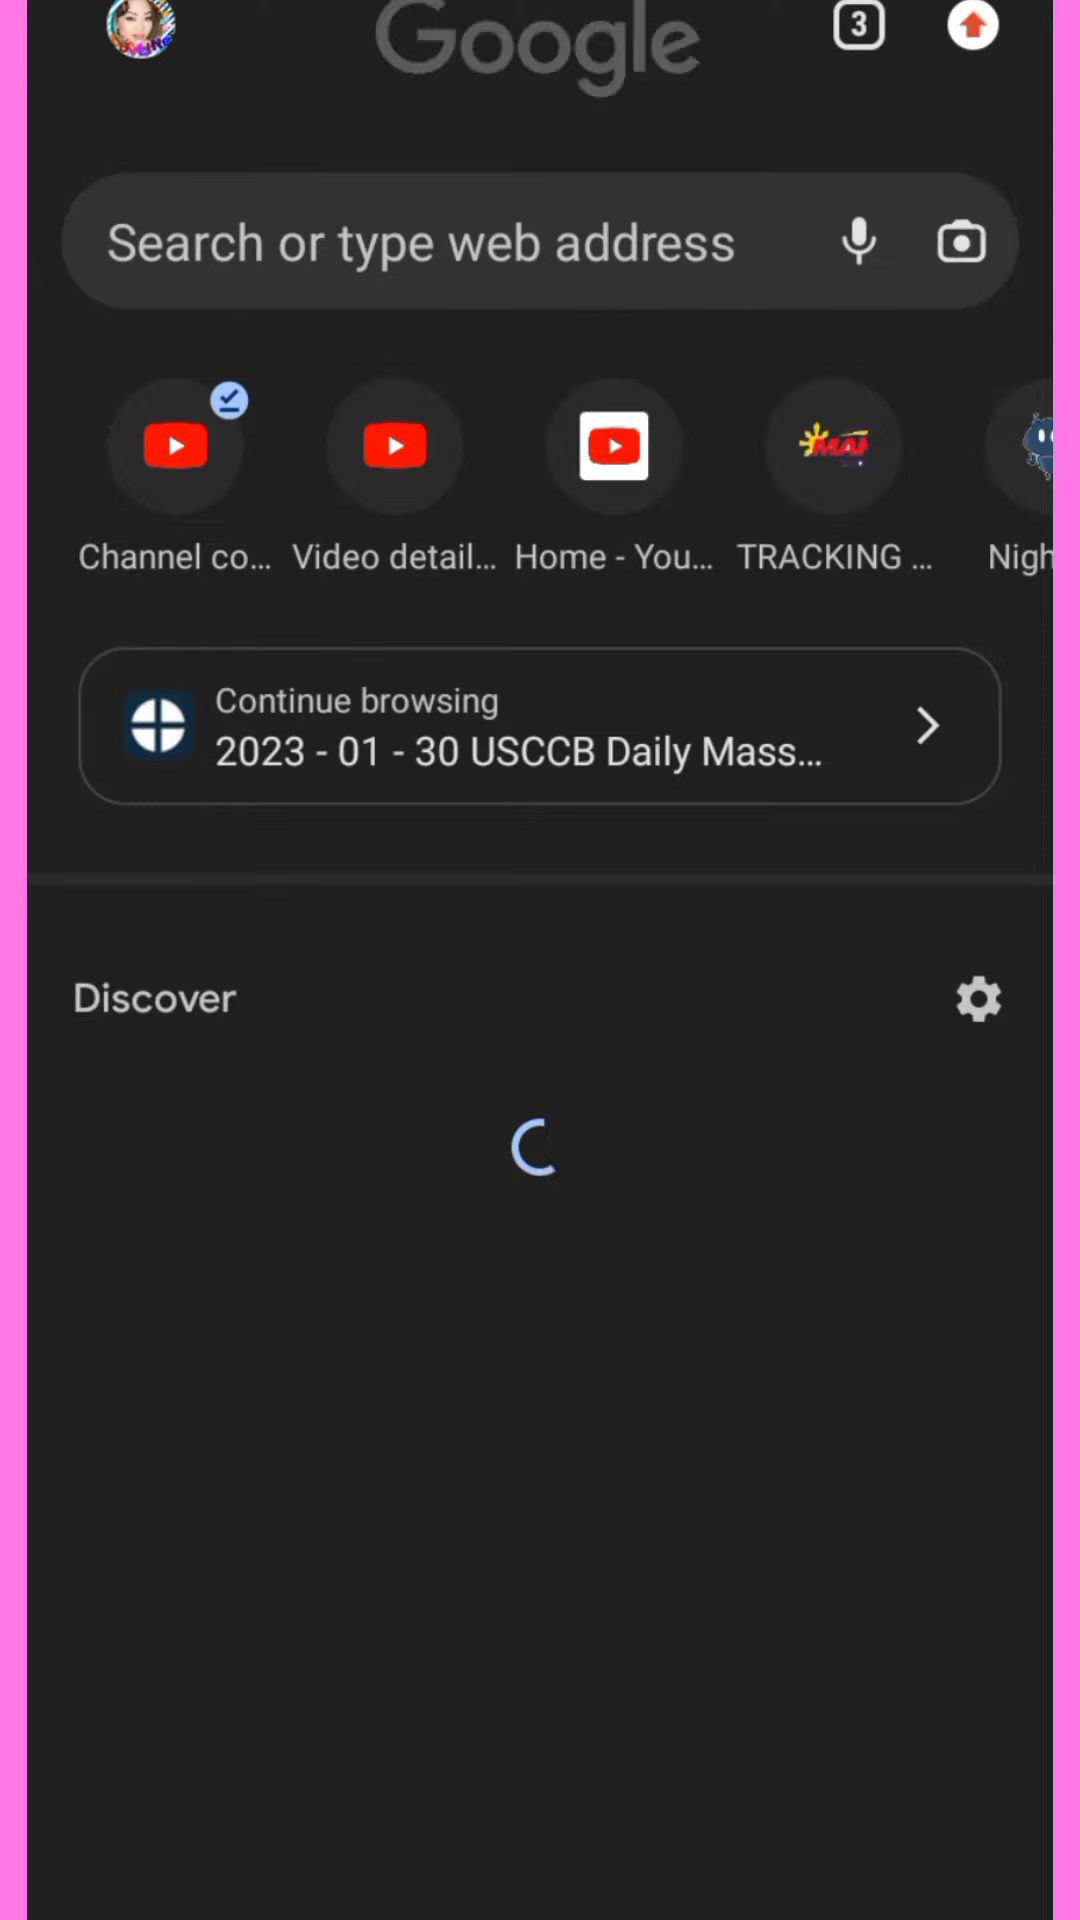 Google
3
Search or type web address
Channel co...
Video detail...
Home - You...
TRACKING ...
Nigh
Continue browsing
2023 - 01 - 30 USCCB Daily Mass...
Discover